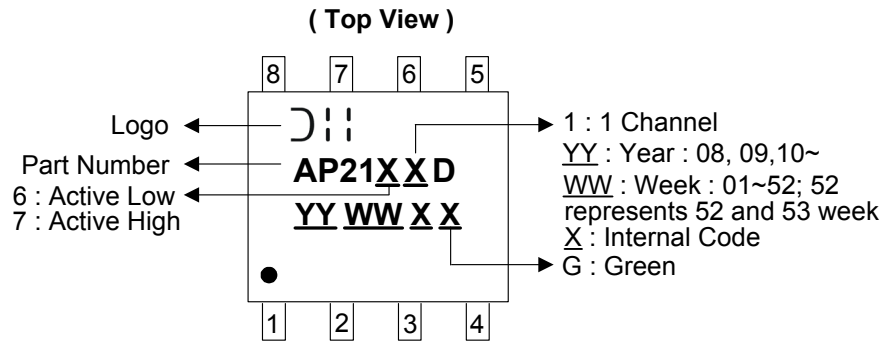 ( Top View )
8 7 6 5
Logo
Part Number
6 : Active Low
7 : Active High
AP21X X D
YY WW X X
1 : 1 Channel
YY : Year : 08, 09,10~
WW : Week : 01~52; 52
represents 52 and 53 week
X : Internal Code
G : Green
1 2 3 4